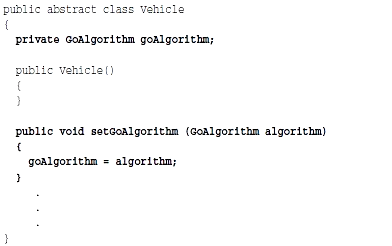 public abstract class Vehicle
{
private GoAlgorithm goAlgorithm;
public Vehicle()
{
}
public void setGoAlgorithm (GoAlgorithm algorithm)
{
goAlgorithm = algorithm;
}
.
.
.
}